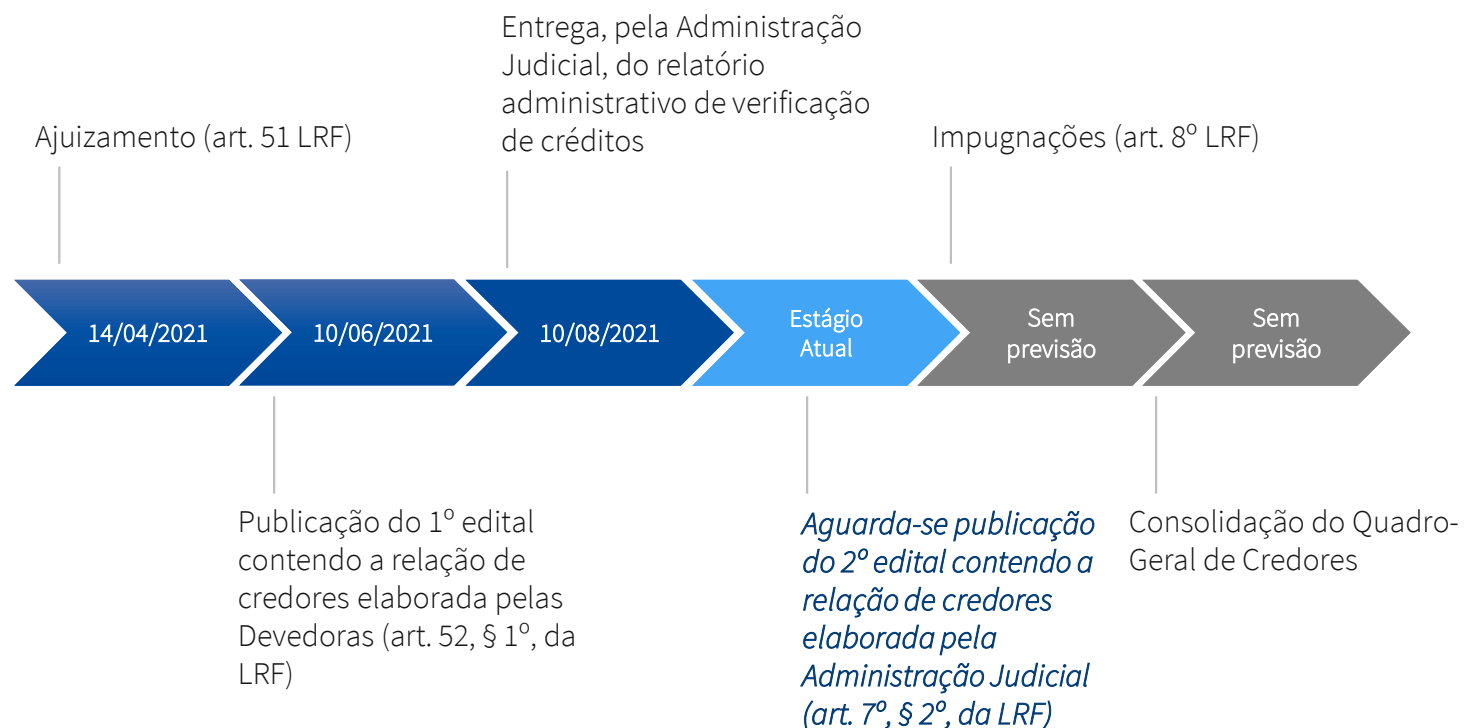 Entrega, pela Administração
Judicial, do relatório
administrativo de verificação
de créditos
Ajuizamento (art. 51 LRF)
Impugnações (art. 8º LRF)
14/04/2021
10/06/2021
10/08/2021
Estágio
Atual
Sem
previsão
Sem
previsão
Publicação do 1º edital
contendo a relação de
credores elaborada pelas
Devedoras (art. 52, § 1º, da
LRF)
Aguarda-se publicação
do 2º edital contendo a
relação de credores
elaborada pela
Administração Judicial
(art. 7º, § 2º, da LRF)
Consolidação do Quadro-
Geral de Credores